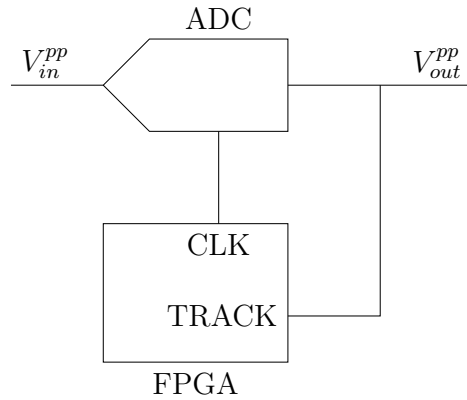 ADC
V_{in}^{pp}
V_{out}^{pp}
CLK
TRACK
FPGA